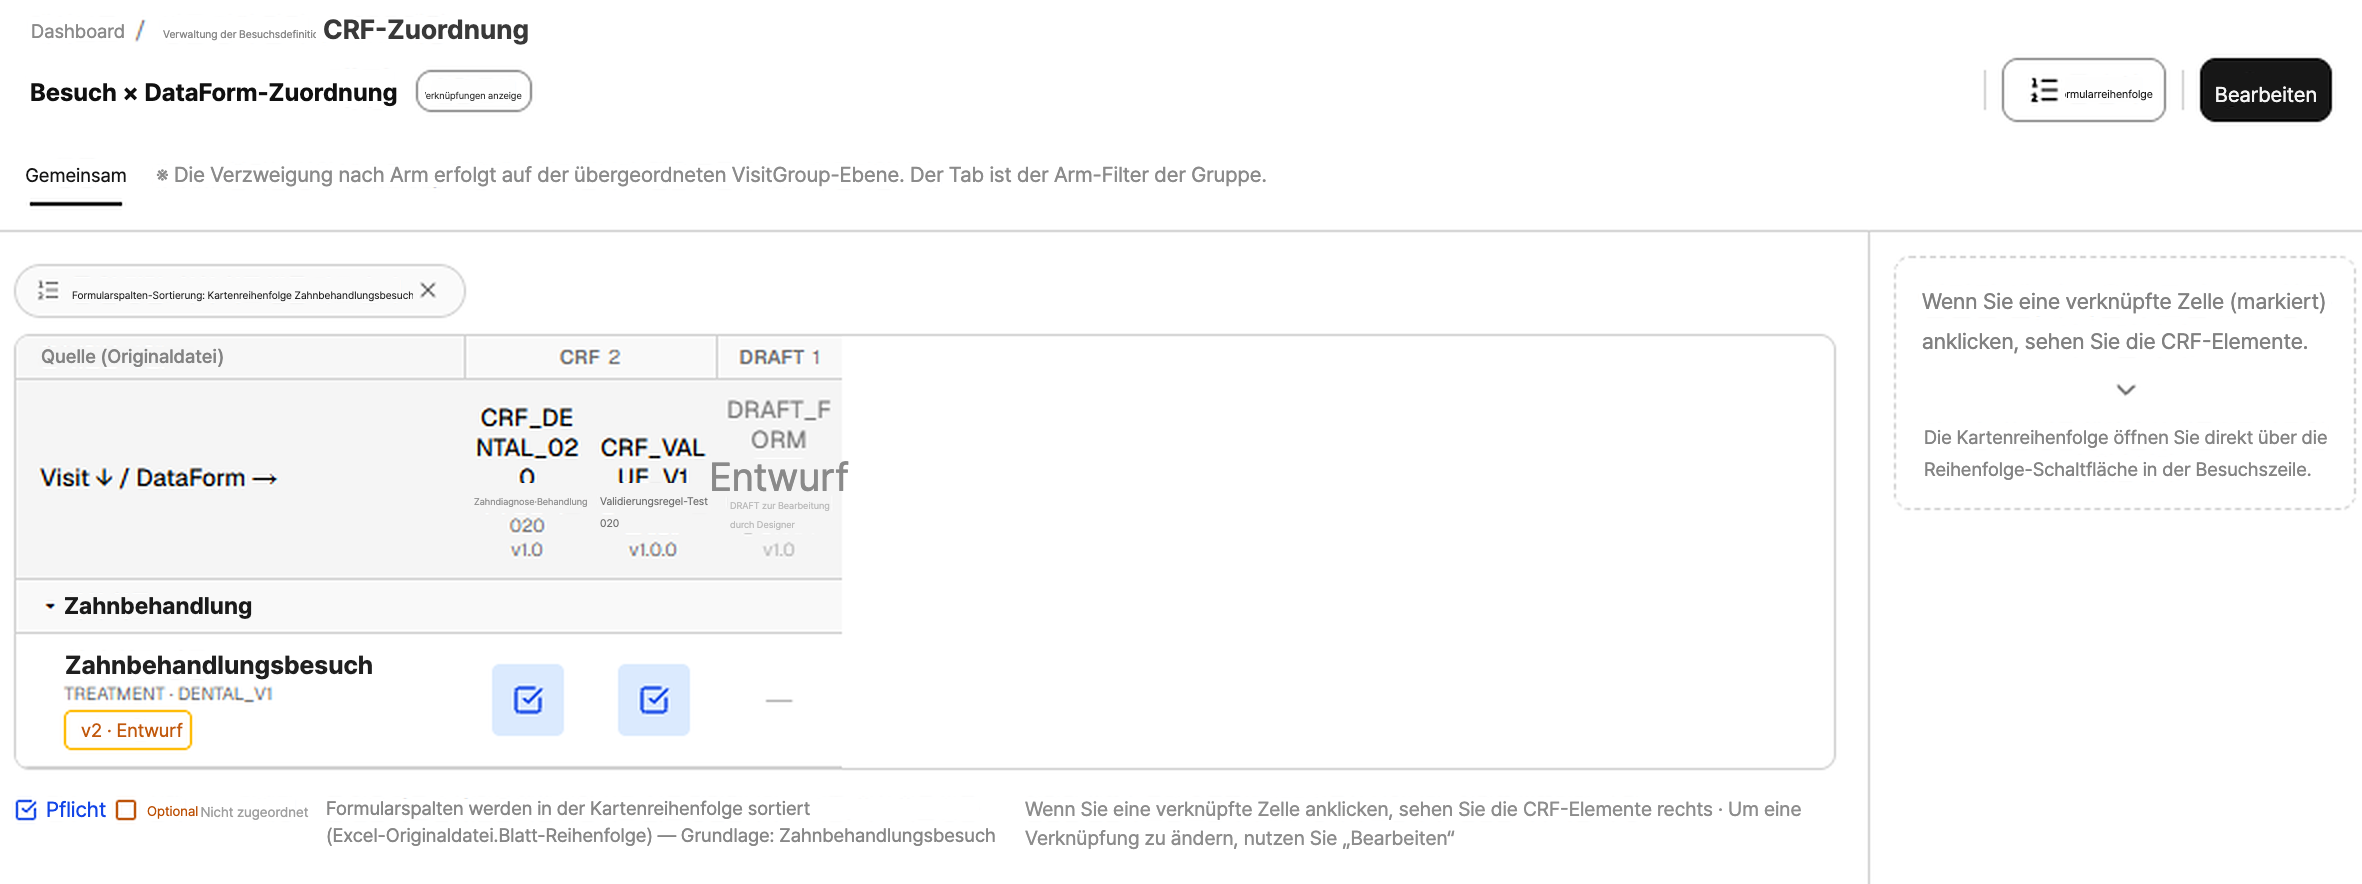 Dashboard / Verwaltung der Besuchsdefinitic CRF-Zuordnung
Besuch × DataForm-Zuordnung
erknüpfungen anzeige
rmularreihenfolge
Bearbeiten
Gemeinsam
※ Die Verzweigung nach Arm erfolgt auf der übergeordneten VisitGroup-Ebene. Der Tab ist der Arm-Filter der Gruppe.
Formularspalten-Sortierung: Kartenreihenfolge Zahnbehandlungsbesuch
Quelle (Originaldatei)
CRF 2
DRAFT 1
Visit ↓ / DataForm →
CRF_DE
NTAL_02
0
Zahndiagnose-Behandlung
020
v1.0
CRF_VAL
UE_V1
Validierungsregel-Test
020
v1.0.0
DRAFT_F
ORM
Entwurf
DRAFT zur Bearbeitung
durch Designer
v1.0
Zahnbehandlung
Zahnbehandlungsbesuch
TREATMENT · DENTAL_V1
v2 · Entwurf
—
Pflicht
Optional
Nicht zugeordnet
Formularspalten werden in der Kartenreihenfolge sortiert
(Excel-Originaldatei.Blatt-Reihenfolge) — Grundlage: Zahnbehandlungsbesuch
Wenn Sie eine verknüpfte Zelle anklicken, sehen Sie die CRF-Elemente rechts · Um eine
Verknüpfung zu ändern, nutzen Sie „Bearbeiten“
Wenn Sie eine verknüpfte Zelle (markiert)
anklicken, sehen Sie die CRF-Elemente.
Die Kartenreihenfolge öffnen Sie direkt über die
Reihenfolge-Schaltfläche in der Besuchszeile.